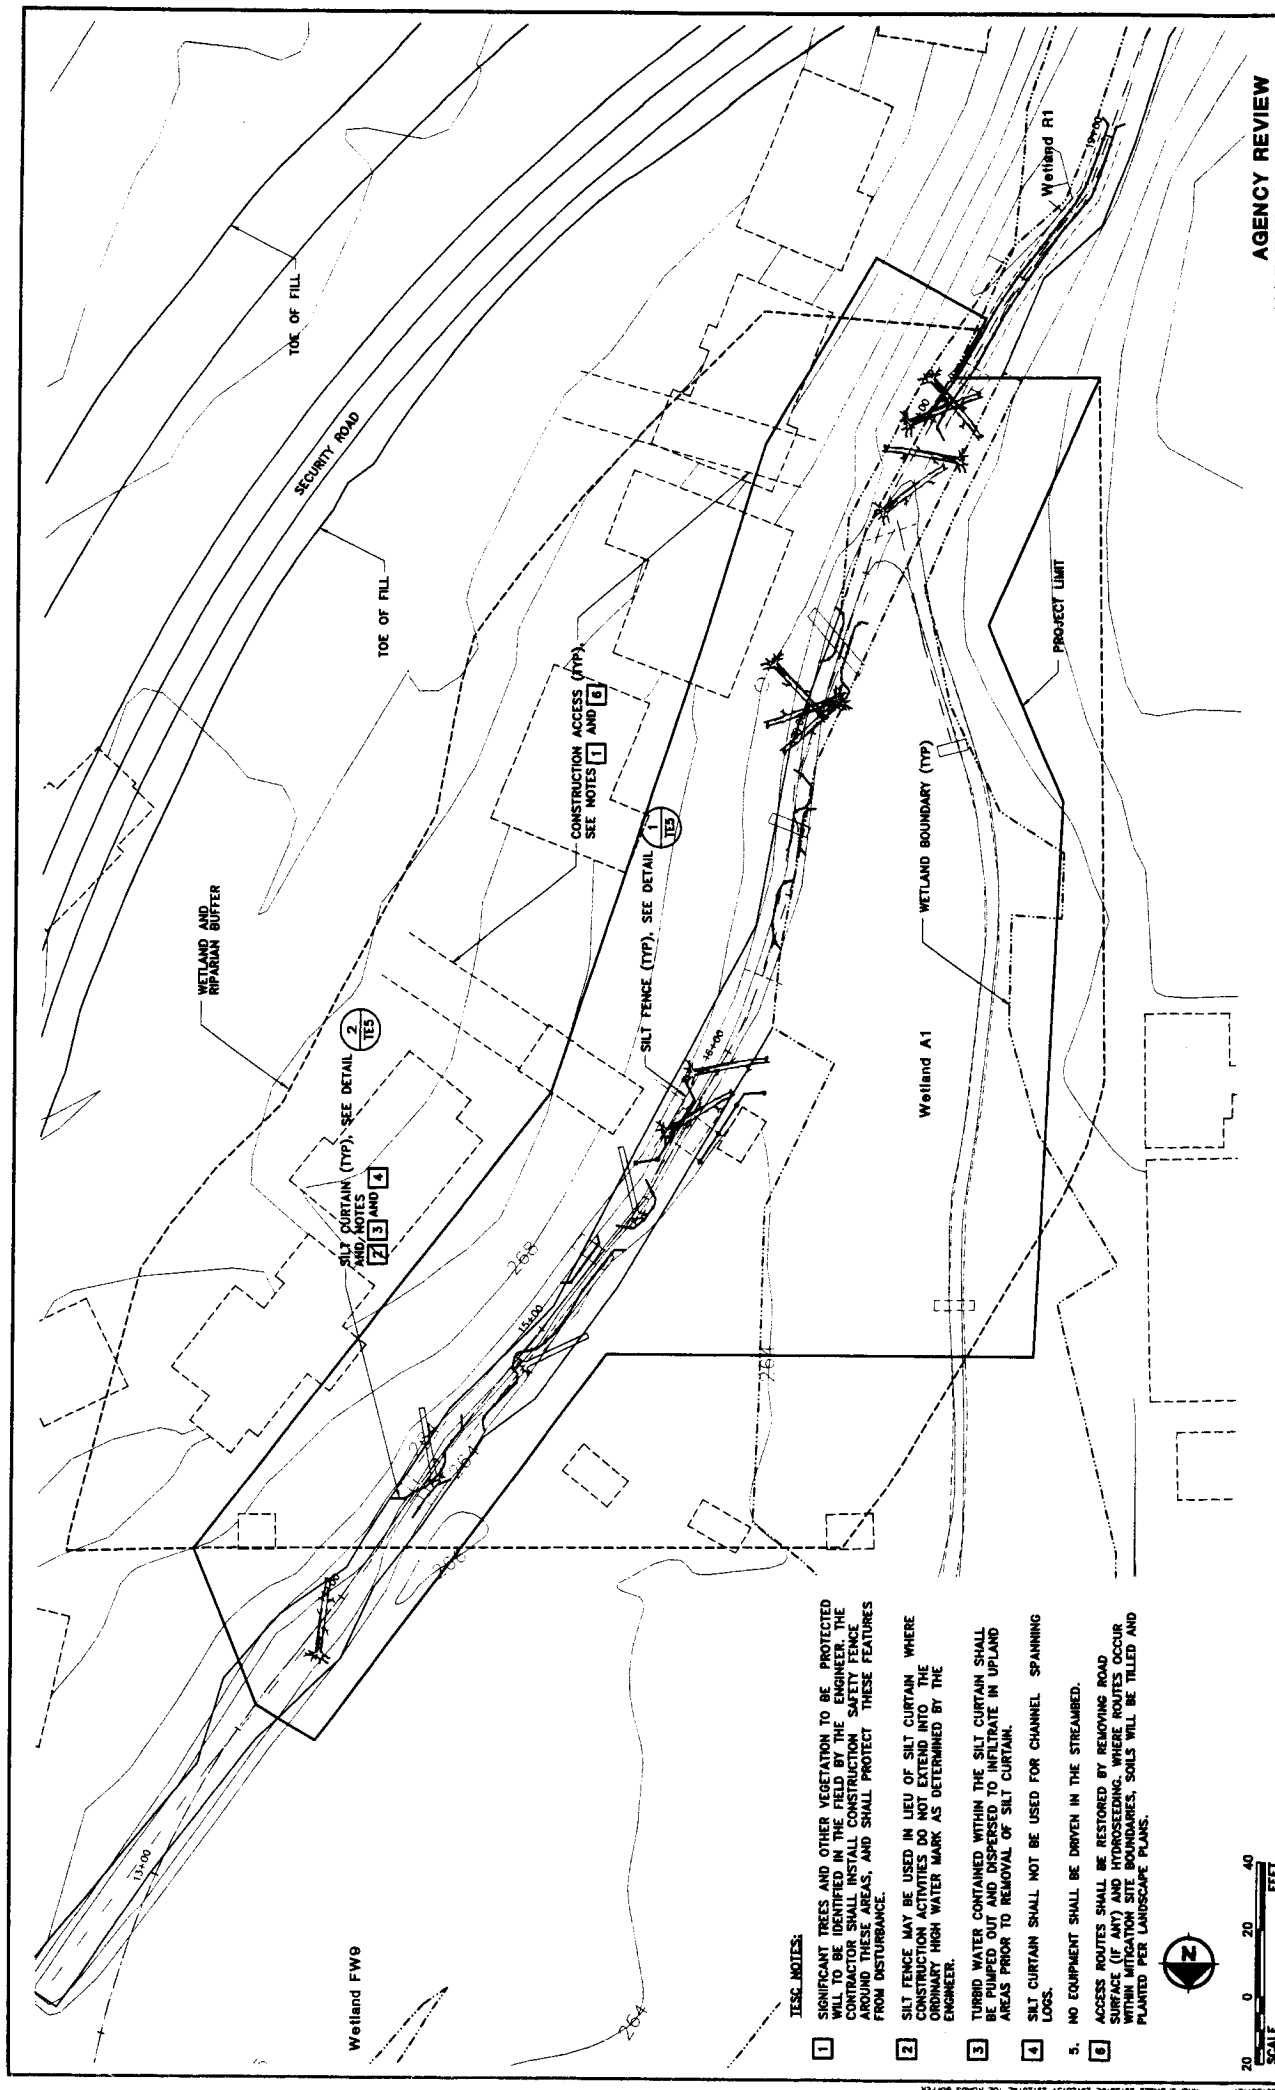 AGENCY REVIEW
TOE OF FILL
SECURITY ROAD
TOE OF FILL
Wetland R1
19+00
WETLAND AND
RIPARIAN BUFFER
CONSTRUCTION ACCESS (TYP),
SEE NOTES 1 AND 6
SILT FENCE (TYP), SEE DETAIL
1
TE5
SILT CURTAIN (TYP), SEE DETAIL
AND NOTES
2 3 AND 4
2
TE5
PROJECT LIMIT
WETLAND BOUNDARY (TYP)
Wetland A1
16+00
15+00
268
264
264
13+00
Wetland FW9
264
TESC NOTES:
1 SIGNIFICANT TREES AND OTHER VEGETATION TO BE PROTECTED
WILL TO BE IDENTIFIED IN THE FIELD BY THE ENGINEER. THE
CONTRACTOR SHALL INSTALL CONSTRUCTION SAFETY FENCE
AROUND THESE AREAS, AND SHALL PROTECT THESE FEATURES
FROM DISTURBANCE.
2 SILT FENCE MAY BE USED IN LIEU OF SILT CURTAIN WHERE
CONSTRUCTION ACTIVITIES DO NOT EXTEND INTO THE
ORDINARY HIGH WATER MARK AS DETERMINED BY THE
ENGINEER.
3 TURBID WATER CONTAINED WITHIN THE SILT CURTAIN SHALL
BE PUMPED OUT AND DISPERSED TO INFILTRATE IN UPLAND
AREAS PRIOR TO REMOVAL OF SILT CURTAIN.
4 SILT CURTAIN SHALL NOT BE USED FOR CHANNEL SPANNING
LOGS.
5. NO EQUIPMENT SHALL BE DRIVEN IN THE STREAMBED.
6 ACCESS ROUTES SHALL BE RESTORED BY REMOVING ROAD
SURFACE (IF ANY) AND HYDROSEEDING. WHERE ROUTES OCCUR
WITHIN MITIGATION SITE BOUNDARIES, SOILS WILL BE TILLED AND
PLANTED PER LANDSCAPE PLANS.
N
20 0 20 40
SCALE FEET